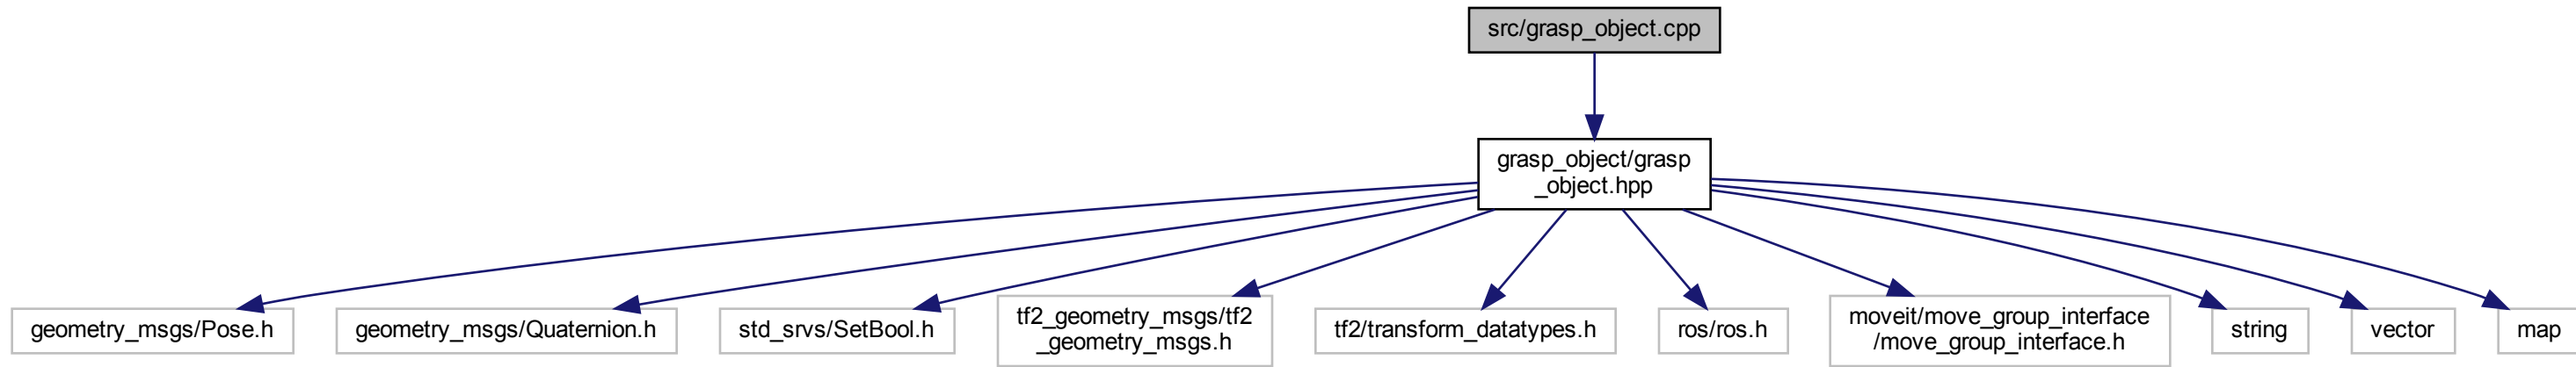 src/grasp_object.cpp
grasp_object/grasp
_object.hpp
geometry_msgs/Pose.h
geometry_msgs/Quaternion.h
std_srvs/SetBool.h
tf2_geometry_msgs/tf2
_geometry_msgs.h
tf2/transform_datatypes.h
ros/ros.h
moveit/move_group_interface
/move_group_interface.h
string
vector
map